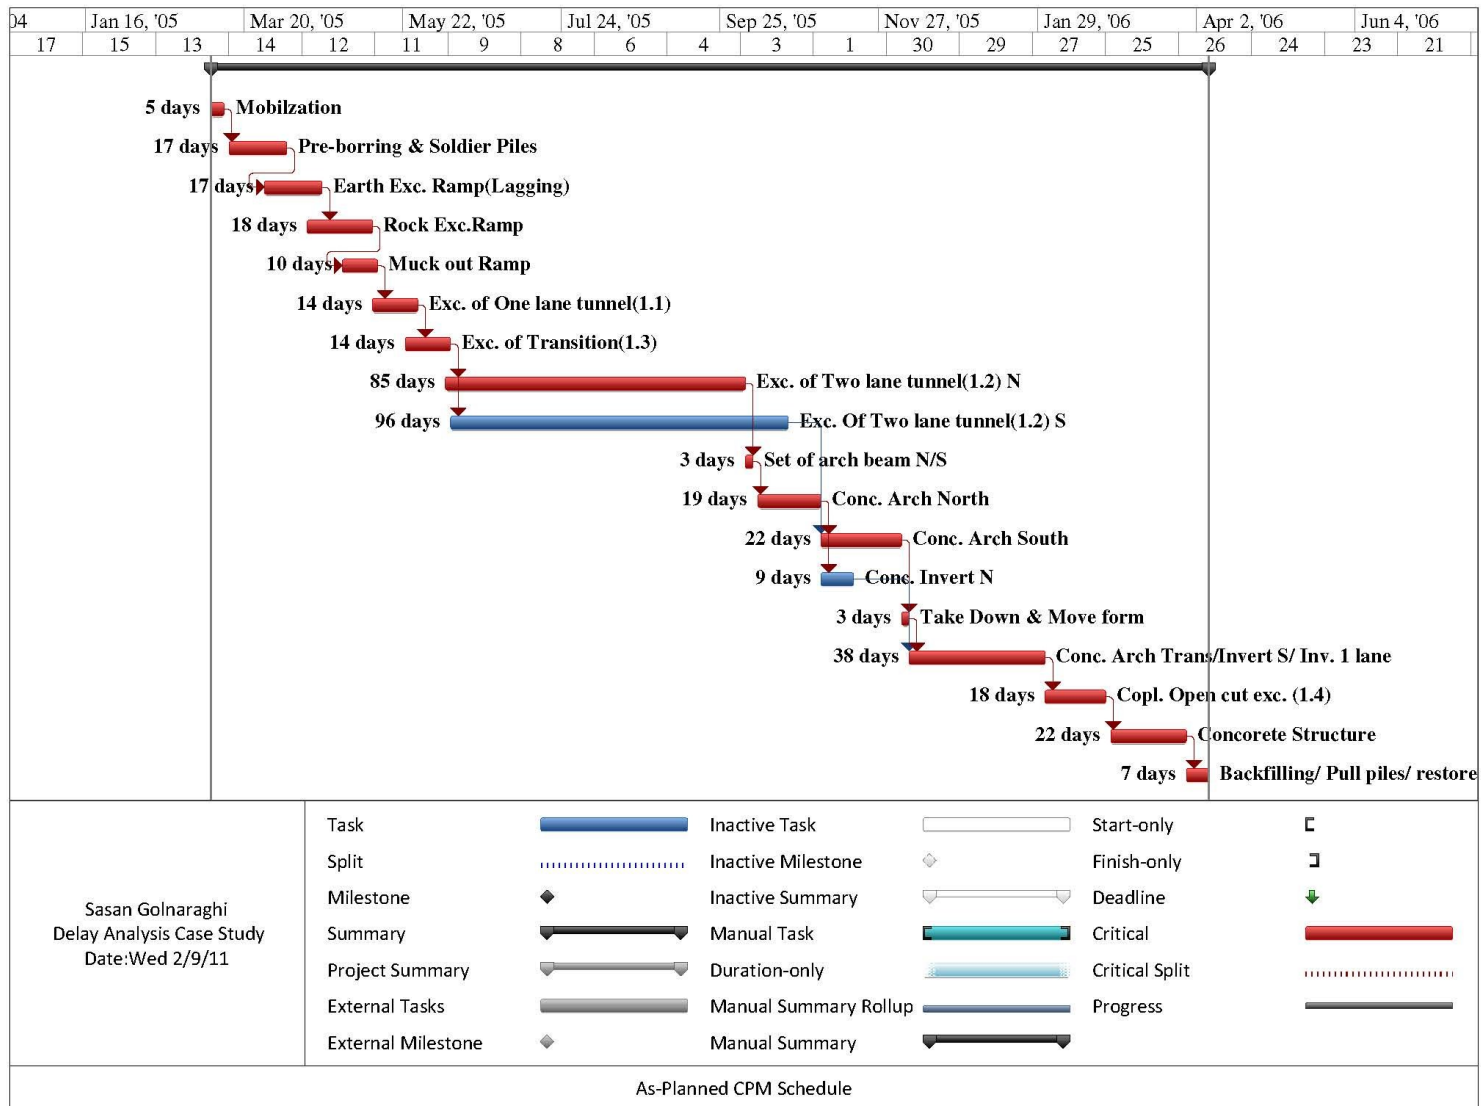 04 Jan 16, '05 Mar 20, '05 May 22, '05 Jul 24, '05 Sep 25, '05 Nov 27, '05 Jan 29, '06 Apr 2, '06 Jun 4, '06
17 15 13 14 12 11 9 8 6 4 3 1 30 29 27 25 26 24 23 21
5 days Mobilzation
17 days Pre-borring & Soldier Piles
17 days Earth Exc. Ramp(Lagging)
18 days Rock Exc.Ramp
10 days Muck out Ramp
14 days Exc. of One lane tunnel(1.1)
14 days Exc. of Transition(1.3)
85 days Exc. of Two lane tunnel(1.2) N
96 days Exc. Of Two lane tunnel(1.2) S
3 days Set of arch beam N/S
19 days Conc. Arch North
22 days Conc. Arch South
9 days Conc. Invert N
3 days Take Down & Move form
38 days Conc. Arch Trans/Invert S/ Inv. 1 lane
18 days Copl. Open cut exc. (1.4)
22 days Concorete Structure
7 days Backfilling/ Pull piles/ restore
Sasan Golnaraghi
Delay Analysis Case Study
Date:Wed 2/9/11
Task Inactive Task Start-only
Split Inactive Milestone Finish-only
Milestone Inactive Summary Deadline
Summary Manual Task Critical
Project Summary Duration-only Critical Split
External Tasks Manual Summary Rollup Progress
External Milestone Manual Summary
As-Planned CPM Schedule